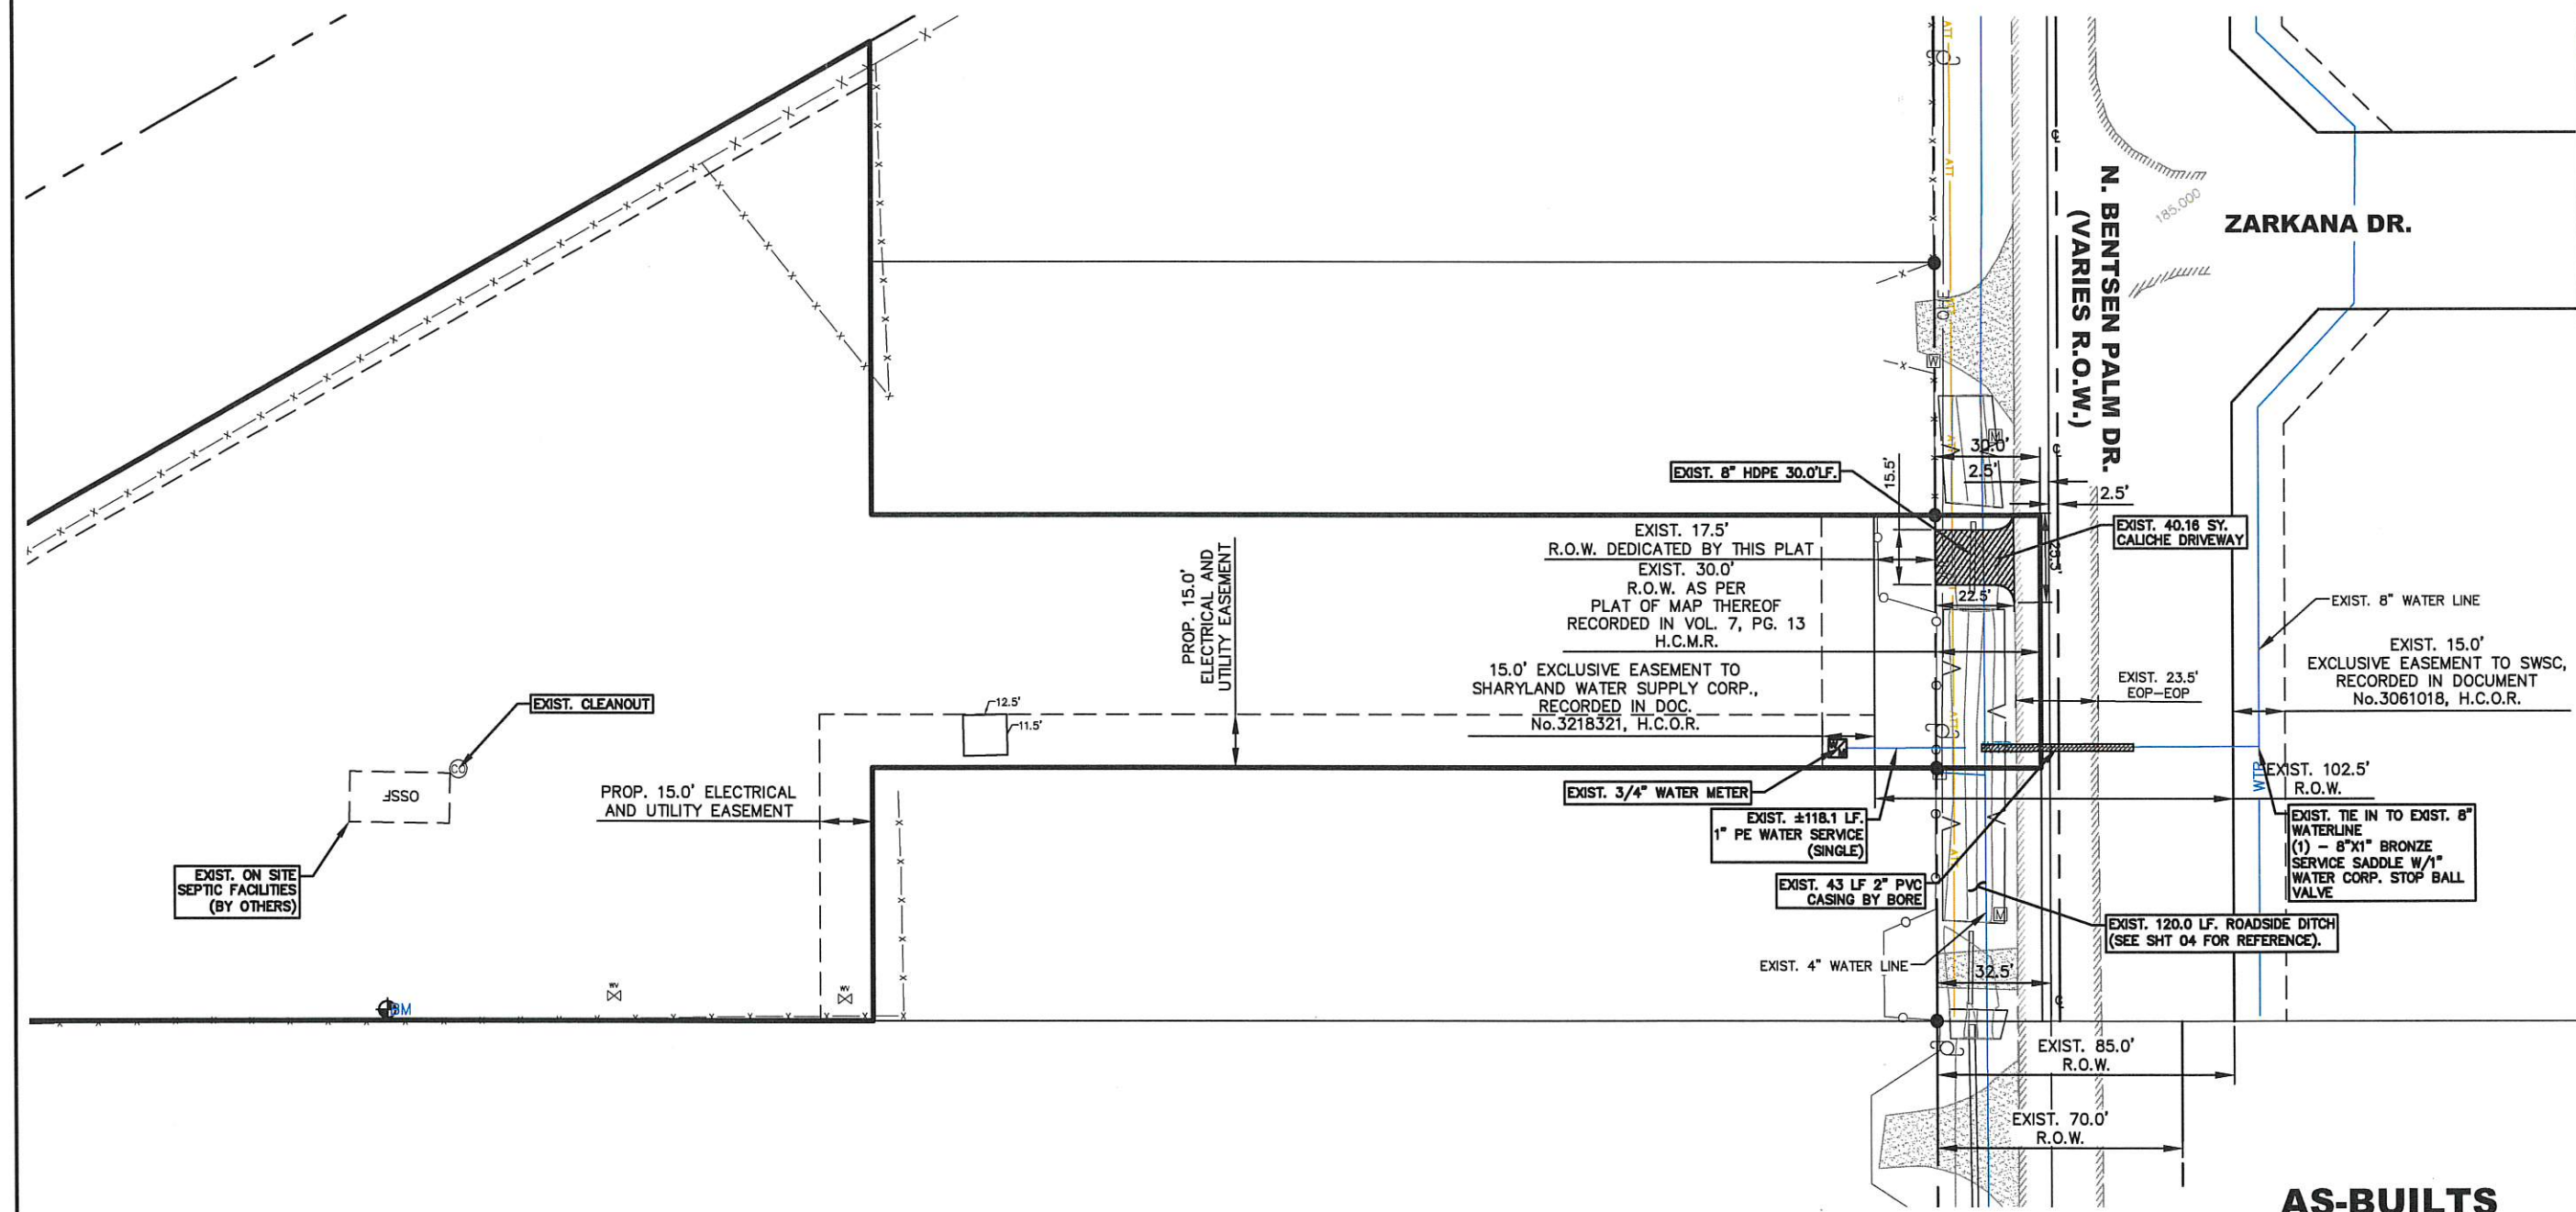 N. BENTSEN PALM DR.
(VARIES R.O.W.)
185.000
ZARKANA DR.
ATT
ATT
OHE
W
M
30.0'
2.5'
2.5'
15.5'
EXIST. 8" HDPE 30.0'LF.
EXIST. 40.16 SY.
CALICHE DRIVEWAY
25.5'
22.5'
EXIST. 17.5'
R.O.W. DEDICATED BY THIS PLAT
EXIST. 30.0'
R.O.W. AS PER
PLAT OF MAP THEREOF
RECORDED IN VOL. 7, PG. 13
H.C.M.R.
15.0' EXCLUSIVE EASEMENT TO
SHARYLAND WATER SUPPLY CORP.,
RECORDED IN DOC.
No.3218321, H.C.O.R.
PROP. 15.0'
ELECTRICAL AND
UTILITY EASEMENT
EXIST. 8" WATER LINE
EXIST. 15.0'
EXCLUSIVE EASEMENT TO SWSC,
RECORDED IN DOCUMENT
No.3061018, H.C.O.R.
EXIST. 23.5'
EOP-EOP
EXIST. CLEANOUT
CO
OSSF
12.5'
11.5'
PROP. 15.0' ELECTRICAL
AND UTILITY EASEMENT
EXIST. ON SITE
SEPTIC FACILITIES
(BY OTHERS)
EXIST. 3/4" WATER METER
EXIST. ±118.1 LF.
1" PE WATER SERVICE
(SINGLE)
EXIST. 43 LF 2" PVC
CASING BY BORE
WTR
EXIST. 102.5'
R.O.W.
EXIST. TIE IN TO EXIST. 8"
WATERLINE
(1) - 8"X1" BRONZE
SERVICE SADDLE W/1"
WATER CORP. STOP BALL
VALVE
EXIST. 120.0 LF. ROADSIDE DITCH
(SEE SHT 04 FOR REFERENCE).
M
EXIST. 4" WATER LINE
32.5'
WV
WV
BM
EXIST. 85.0'
R.O.W.
EXIST. 70.0'
R.O.W.
AS-BUILTS